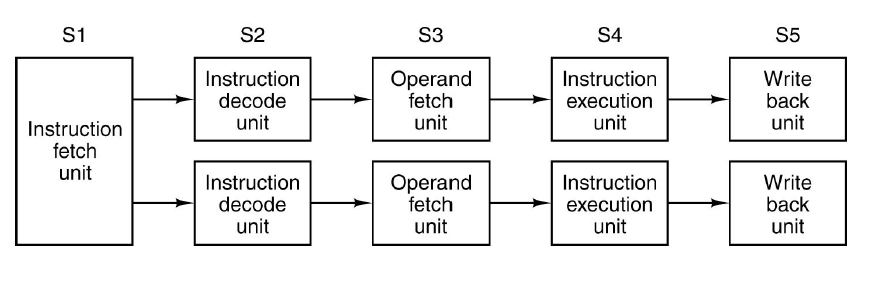 S1 S2 S3 S4 S5
Instruction
fetch
unit
Instruction
decode
unit
Operand
fetch
unit
Instruction
execution
unit
Write
back
unit
Instruction
decode
unit
Operand
fetch
unit
Instruction
execution
unit
Write
back
unit